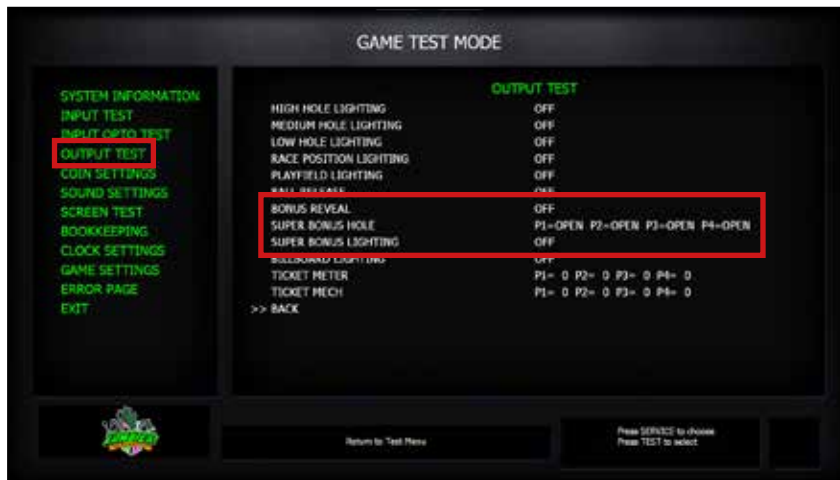 GAME TEST MODE
SYSTEM INFORMATION
INPUT TEST
INPUT OPTO TEST
OUTPUT TEST
COIN SETTINGS
SOUND SETTINGS
SCREEN TEST
BOOKKEEPING
CLOCK SETTINGS
GAME SETTINGS
ERROR PAGE
EXIT
OUTPUT TEST
HIGH HOLE LIGHTING OFF
MEDIUM HOLE LIGHTING OFF
LOW HOLE LIGHTING OFF
RACE POSITION LIGHTING OFF
PLAYFIELD LIGHTING OFF
BALL RELEASE OFF
BONUS REVEAL OFF
SUPER BONUS HOLE P1=OPEN P2=OPEN P3=OPEN P4=OPEN
SUPER BONUS LIGHTING OFF
BILLBOARD LIGHTING OFF
TICKET METER P1= 0 P2= 0 P3= 0 P4= 0
TICKET MECH P1= 0 P2= 0 P3= 0 P4= 0
>> BACK
Return to Test Menu
Press SERVICE to choose
Press TEST to select